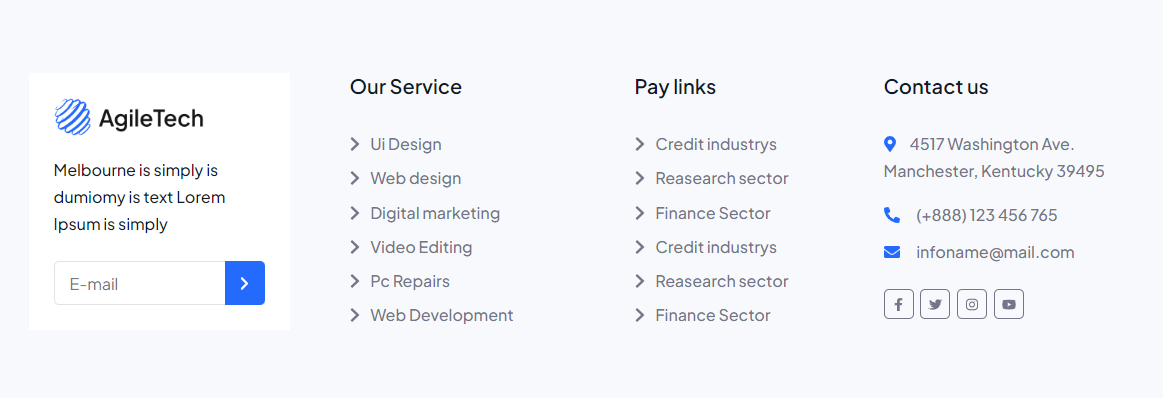 AgileTech
Melbourne is simply is
dumiomy is text Lorem
Ipsum is simply
E-mail
Our Service
Ui Design
Web design
Digital marketing
Video Editing
Pc Repairs
Web Development
Pay links
Credit industrys
Reasearch sector
Finance Sector
Credit industrys
Reasearch sector
Finance Sector
Contact us
4517 Washington Ave.
Manchester, Kentucky 39495
(+888) 123 456 765
infoname@mail.com